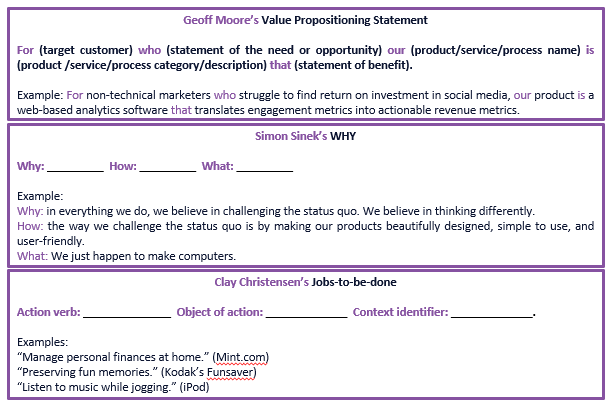 Geoff Moore's Value Propositioning Statement
For (target customer) who (statement of the need or opportunity) our (product/service/process name) is
(product /service/process category/description) that (statement of benefit).
Example: For non-technical marketers who struggle to find return on investment in social media, our product is a
web-based analytics software that translates engagement metrics into actionable revenue metrics.
Simon Sinek's WHY
Why: _________ How: _________ What: _________
Example:
Why: in everything we do, we believe in challenging the status quo. We believe in thinking differently.
How: the way we challenge the status quo is by making our products beautifully designed, simple to use, and
user-friendly.
What: We just happen to make computers.
Clay Christensen's Jobs-to-be-done
Action verb: ______________ Object of action: _____________ Context identifier: _____________.
Examples:
“Manage personal finances at home.” (Mint.com)
“Preserving fun memories.” (Kodak's Funsaver)
“Listen to music while jogging.” (iPod)